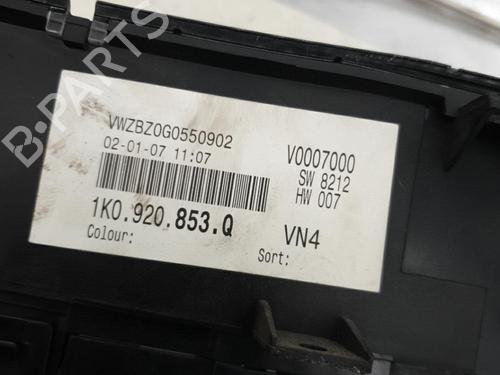 VWZBZ0G0550902
02-01-07 11:07
V0007000
SW 8212
HW 007
1K0.920.853.Q
VN4
Colour:
Sort:
B-PARTS